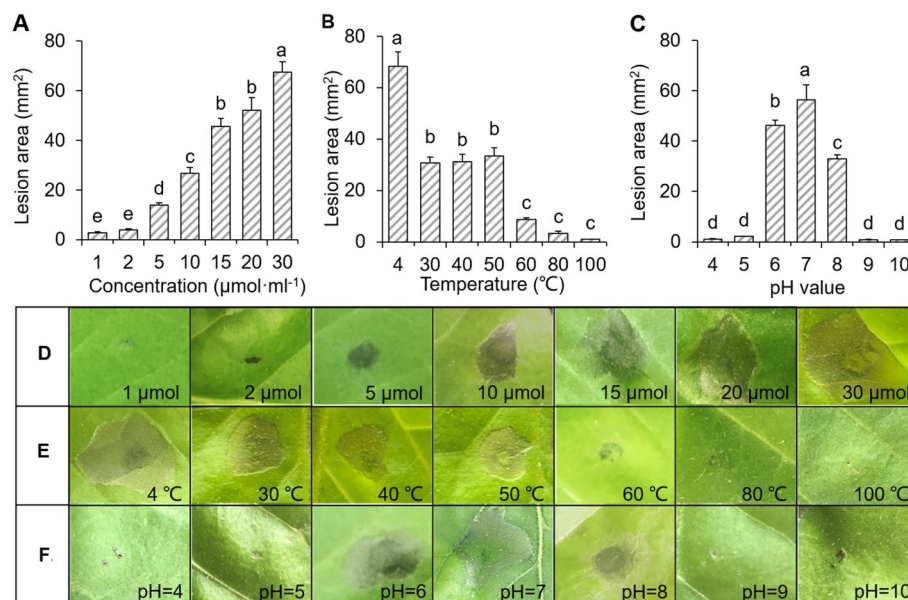 A
B
C
Lesion area (mm²)
80
60
40
20
0
e
e
d
c
b
b
a
1 2 5 10 15 20 30
Concentration (μmol·ml⁻¹)
Lesion area (mm²)
80
60
40
20
0
a
b
b
b
c
c
c
4 30 40 50 60 80 100
Temperature (℃)
Lesion area (mm²)
80
60
40
20
0
d
d
b
a
c
d
d
4 5 6 7 8 9 10
pH value
D
1 μmol 2 μmol 5 μmol 10 μmol 15 μmol 20 μmol 30 μmol
E
4 ℃ 30 ℃ 40 ℃ 50 ℃ 60 ℃ 80 ℃ 100 ℃
F
pH=4 pH=5 pH=6 pH=7 pH=8 pH=9 pH=10